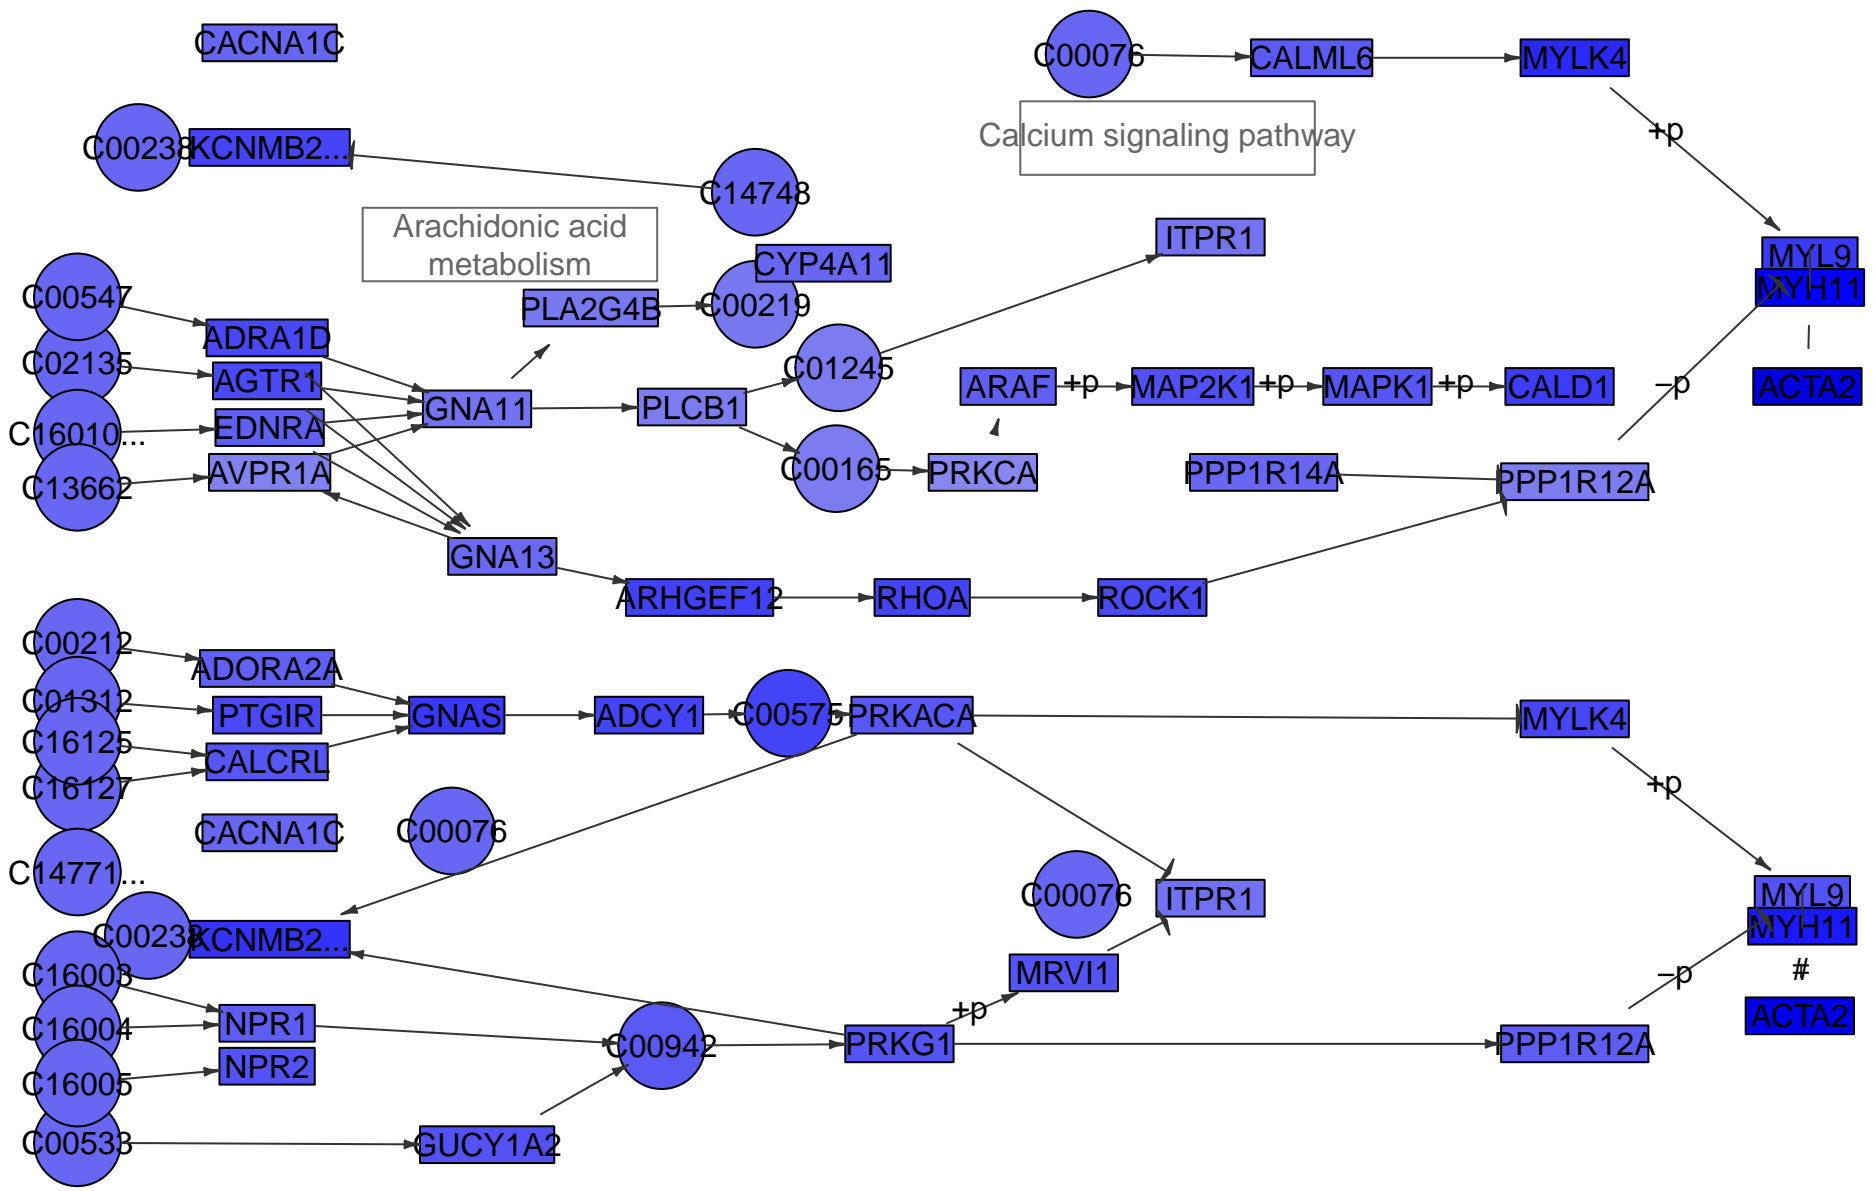 CACNA1C
C00076
CALML6
MYLK4
Calcium signaling pathway
+p
C00238
KCNMB2...
C14748
Arachidonic acid
metabolism
ITPR1
CYP4A11
MYL9
MYH11
C00547
PLA2G4B
C00219
ADRA1D
C02135
AGTR1
C01245
ARAF
+p
MAP2K1
+p
MAPK1
+p
CALD1
–p
ACTA2
GNA11
PLCB1
C16010...
EDNRA
C13662
AVPR1A
C00165
PRKCA
PPP1R14A
PPP1R12A
GNA13
ARHGEF12
RHOA
ROCK1
C00212
ADORA2A
C01312
PTGIR
GNAS
ADCY1
C00575
PRKACA
MYLK4
C16125
CALCRL
C16127
+p
CACNA1C
C00076
C14771...
C00076
ITPR1
MYL9
MYH11
C00238
KCNMB2...
C16003
MRVI1
–p
#
+p
ACTA2
C16004
NPR1
C00942
PRKG1
PPP1R12A
NPR2
C16005
C00533
GUCY1A2